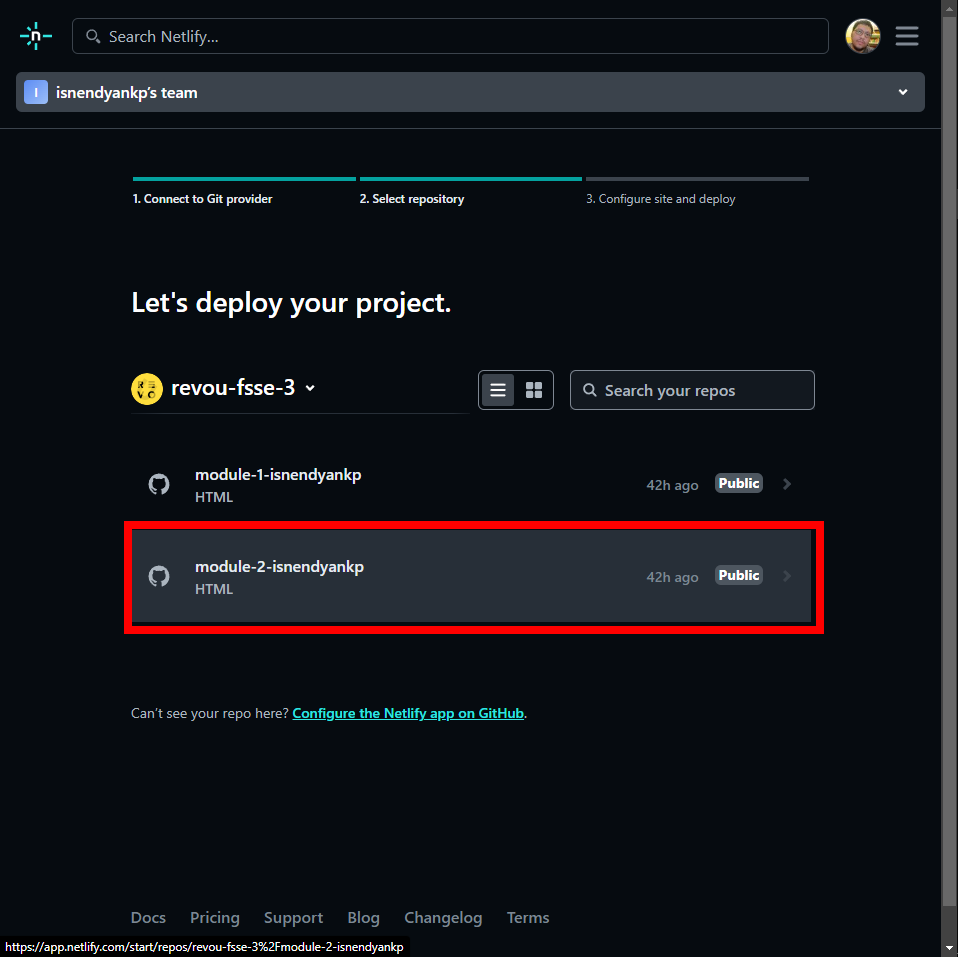 n Search Netlify...
I isnendyankp's team
1. Connect to Git provider 2. Select repository 3. Configure site and deploy
Let's deploy your project.
REVO revou-fsse-3 Search your repos
module-1-isnendyankp 42h ago Public
HTML
module-2-isnendyankp 42h ago Public
HTML
Can't see your repo here? Configure the Netlify app on GitHub.
Docs Pricing Support Blog Changelog Terms
https://app.netlify.com/start/repos/revou-fsse-3%2Fmodule-2-isnendyankp